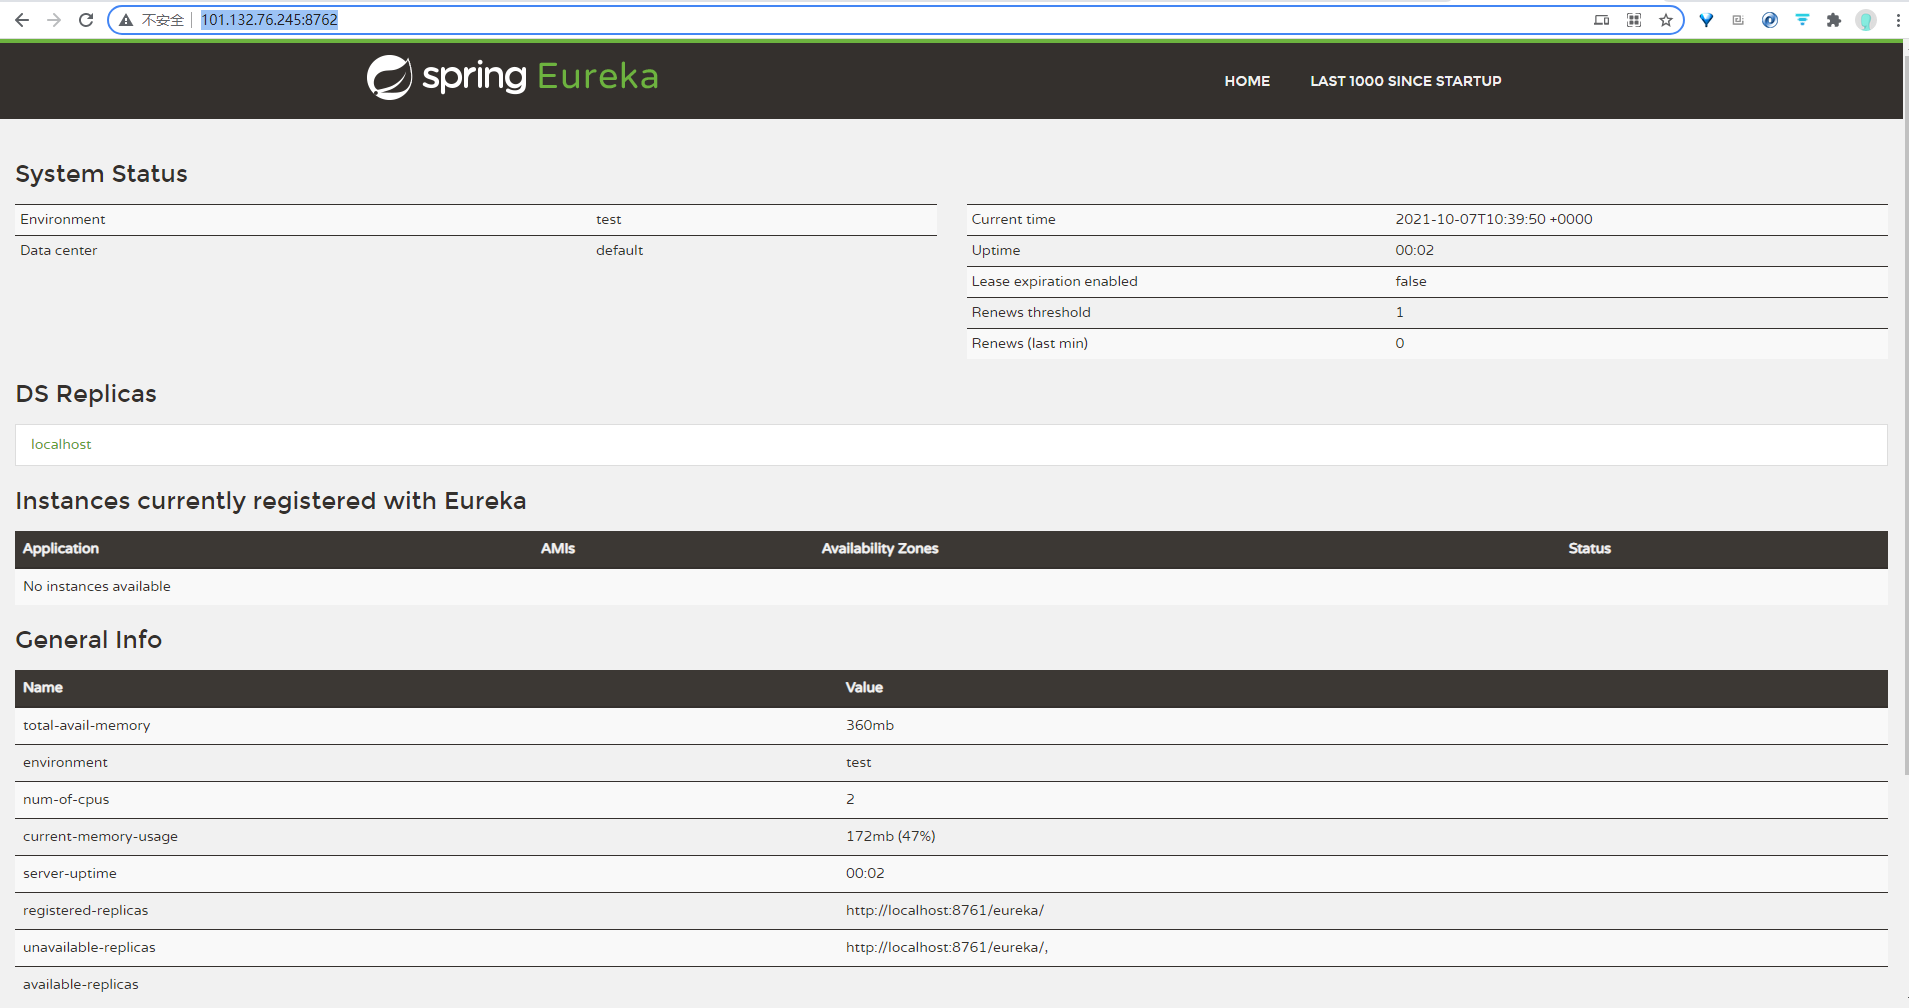 不安全 101.132.76.245:8762
spring Eureka HOME LAST 1000 SINCE STARTUP
System Status
Environment test
Data center default
Current time 2021-10-07T10:39:50 +0000
Uptime 00:02
Lease expiration enabled false
Renews threshold 1
Renews (last min) 0
DS Replicas
localhost
Instances currently registered with Eureka
Application AMIs Availability Zones Status
No instances available
General Info
Name Value
total-avail-memory 360mb
environment test
num-of-cpus 2
current-memory-usage 172mb (47%)
server-uptime 00:02
registered-replicas http://localhost:8761/eureka/
unavailable-replicas http://localhost:8761/eureka/,
available-replicas